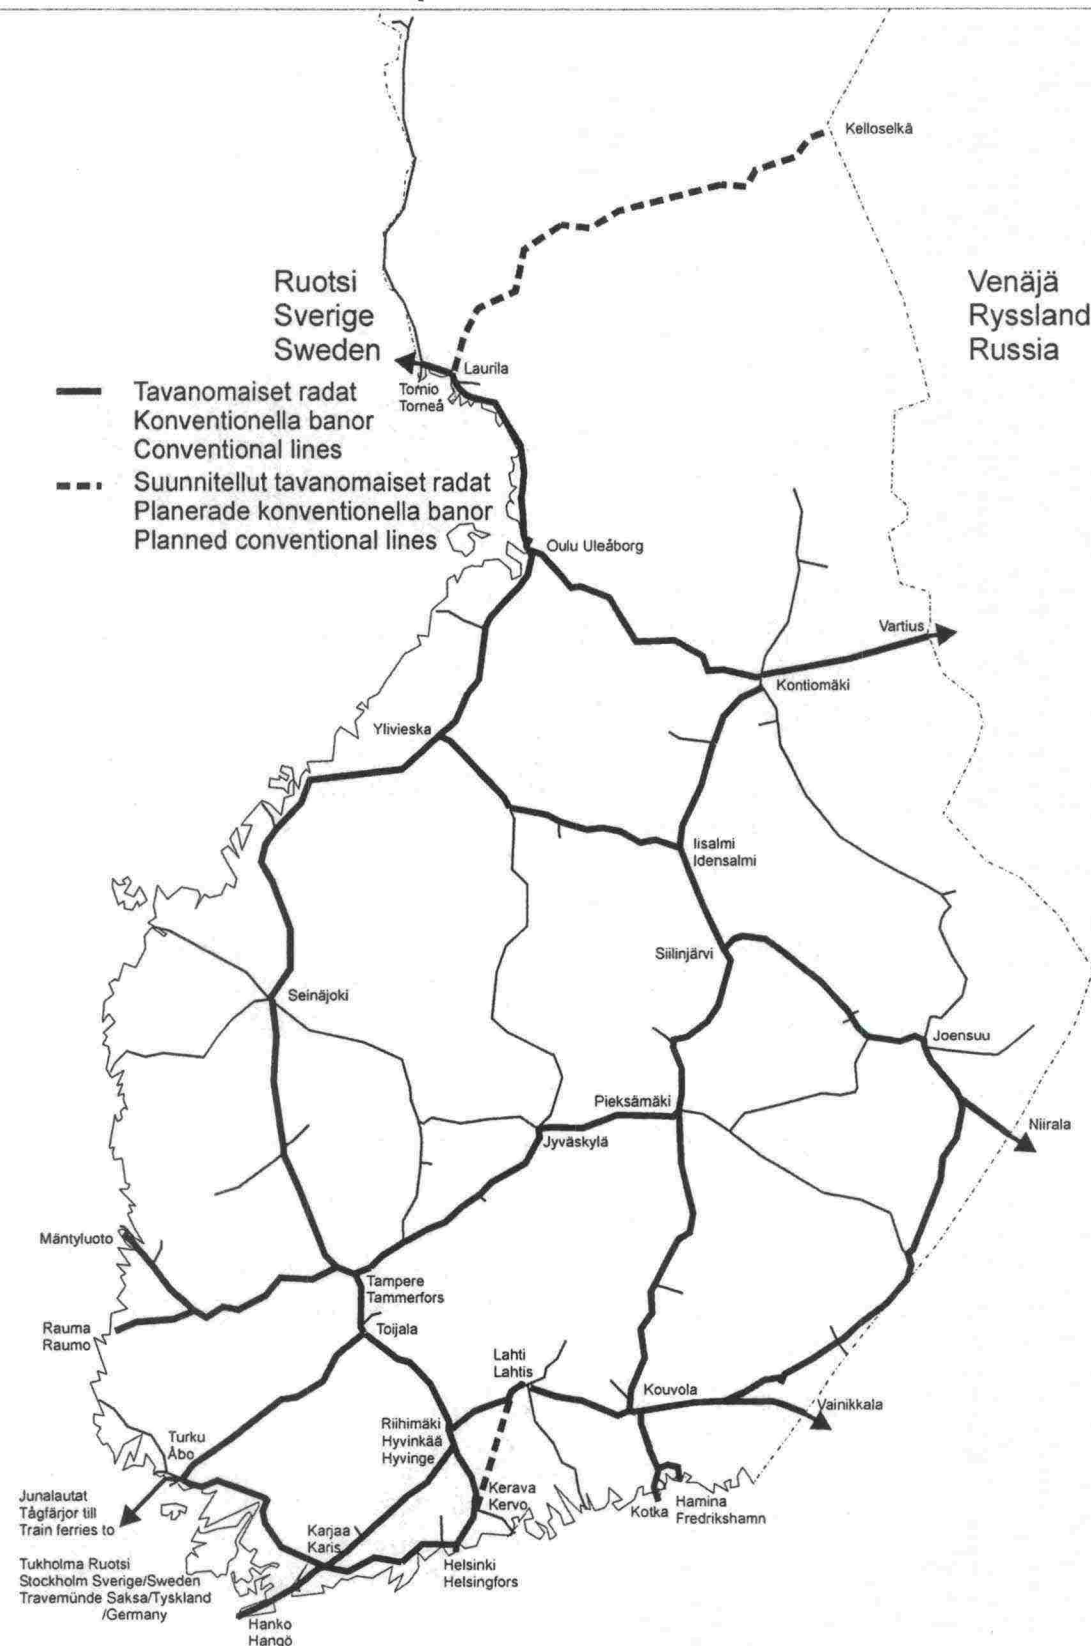 Kelloselkä
Ruotsi
Sverige
Sweden
Venäjä
Ryssland
Russia
Laurila
Tornio
Torneå
Tavanomaiset radat
Konventionella banor
Conventional lines
Suunnitellut tavanomaiset radat
Planerade konventionella banor
Planned conventional lines
Oulu Uleåborg
Vartius
Kontiomäki
Ylivieska
Iisalmi
Idensalmi
Siilinjärvi
Seinäjoki
Joensuu
Pieksämäki
Niirala
Jyväskylä
Mäntyluoto
Tampere
Tammerfors
Rauma
Raumo
Toijala
Lahti
Lahtis
Kouvola
Vainikkala
Riihimäki
Hyvinkää
Hyvinge
Turku
Åbo
Kerava
Kervo
Junalautat
Tågfärjor till
Train ferries to
Kotka
Hamina
Fredrikshamn
Karjaa
Karis
Helsinki
Helsingfors
Tukholma Ruotsi
Stockholm Sverige/Sweden
Travemünde Saksa/Tyskland
/Germany
Hanko
Hangö